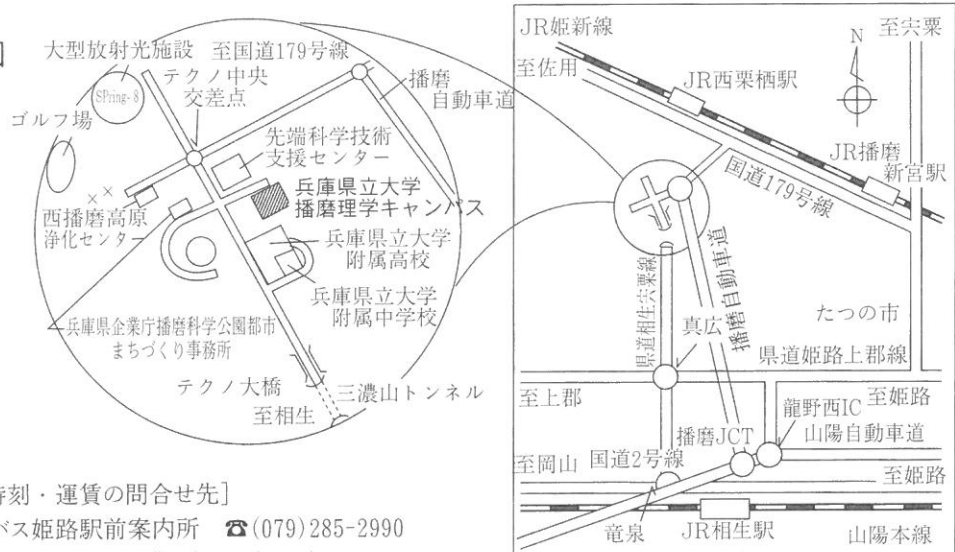 大型放射光施設
至国道179号線
テクノ中央
交差点
播磨
自動車道
SPring-8
ゴルフ場
先端科学技術
支援センター
兵庫県立大学
播磨理学キャンパス
西播磨高原
浄化センター
兵庫県立大学
附属高校
兵庫県立大学
附属中学校
兵庫県企業庁播磨科学公園都市
まちづくり事務所
テクノ大橋
三濃山トンネル
至相生
JR姫新線
至宍粟
至佐用
JR西栗栖駅
N
JR播磨
新宮駅
国道179号線
県道相生宍粟線
播磨自動車道
たつの市
真広
県道姫路上郡線
至上郡
至姫路
龍野西IC
播磨JCT
山陽自動車道
至岡山
国道2号線
至姫路
竜泉
JR相生駅
山陽本線
時刻・運賃の問合せ先]
バス姫路駅前案内所 ☎(079)285-2990